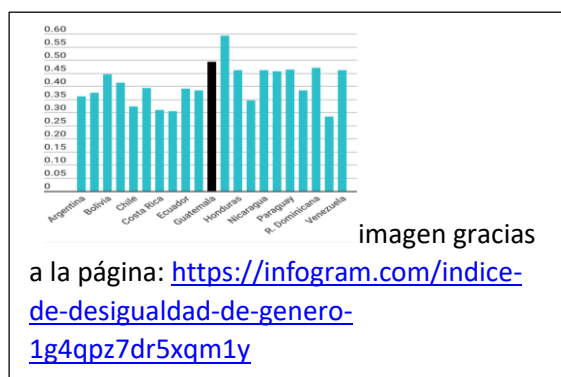 0.60
0.55
0.50
0.45
0.40
0.35
0.30
0.25
0.20
0.15
0.10
0.05
0
Argentina
Bolivia
Chile
Costa Rica
Ecuador
Guatemala
Honduras
Nicaragua
Paraguay
R. Dominicana
Venezuela
imagen gracias
a la página: https://infogram.com/indice-
de-desigualdad-de-genero-
1g4qpz7dr5xqm1y